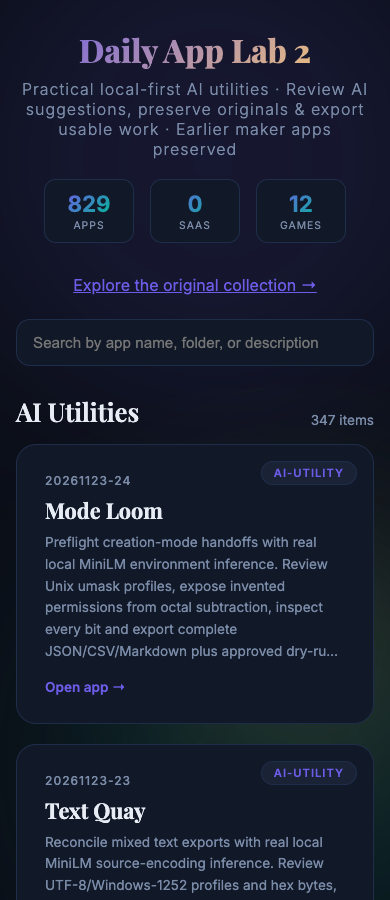 Daily App Lab 2
Practical local-first AI utilities · Review AI
suggestions, preserve originals & export
usable work · Earlier maker apps
preserved
829
APPS
0
SAAS
12
GAMES
Explore the original collection →
Search by app name, folder, or description
AI Utilities
347 items
20261123-24
AI-UTILITY
Mode Loom
Preflight creation-mode handoffs with real
local MiniLM environment inference. Review
Unix umask profiles, expose invented
permissions from octal subtraction, inspect
every bit and export complete
JSON/CSV/Markdown plus approved dry-ru...
Open app →
20261123-23
AI-UTILITY
Text Quay
Reconcile mixed text exports with real local
MiniLM source-encoding inference. Review
UTF-8/Windows-1252 profiles and hex bytes,